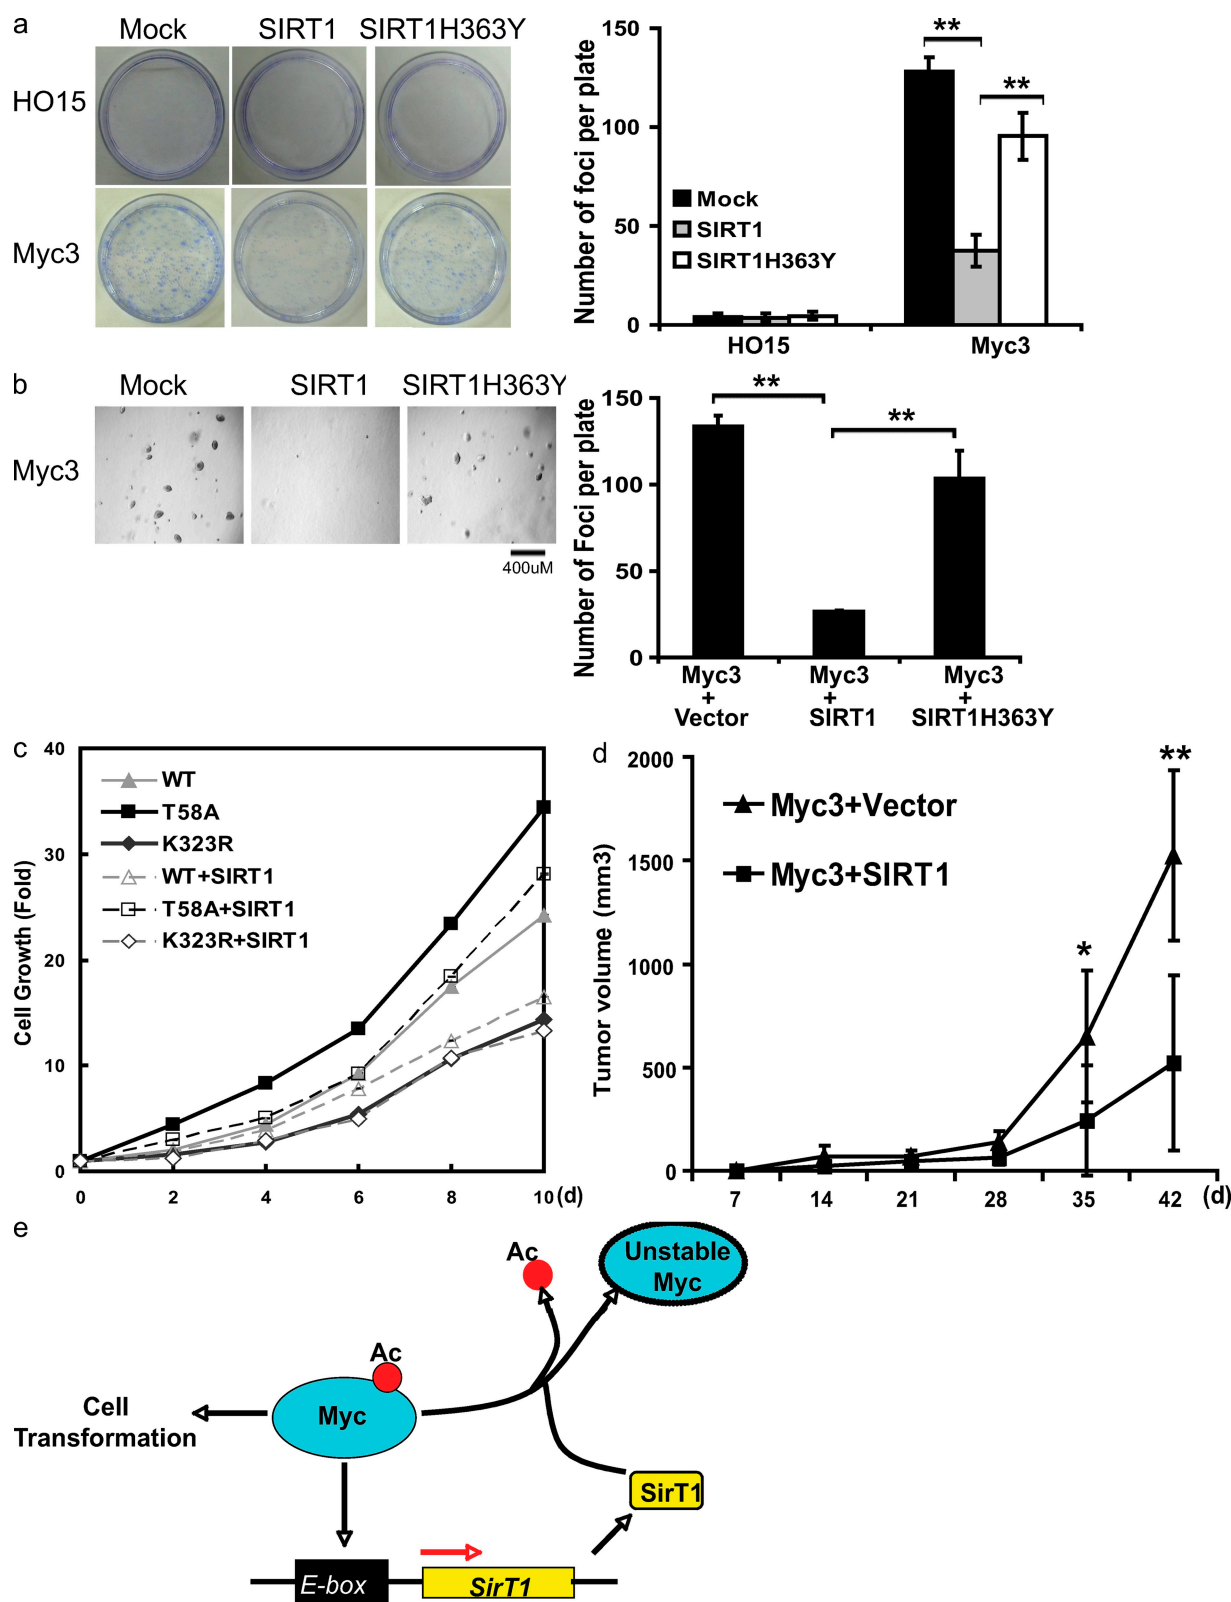 a
Mock SIRT1 SIRT1H363Y
HO15
Myc3
Number of foci per plate
150
100
50
0
Mock
SIRT1
SIRT1H363Y
** **
HO15 Myc3
b
Mock SIRT1 SIRT1H363Y
Myc3
400uM
Number of Foci per plate
150
100
50
0
** **
Myc3 Myc3 Myc3
+ + +
Vector SIRT1 SIRT1H363Y
c
Cell Growth (Fold)
40
30
20
10
0
WT
T58A
K323R
WT+SIRT1
T58A+SIRT1
K323R+SIRT1
0 2 4 6 8 10 (d)
d
Tumor volume (mm3)
2000
1500
1000
500
0
Myc3+Vector
Myc3+SIRT1
* **
7 14 21 28 35 42 (d)
e
Ac
Unstable
Myc
Ac
Myc
Cell
Transformation
SirT1
E-box
SirT1